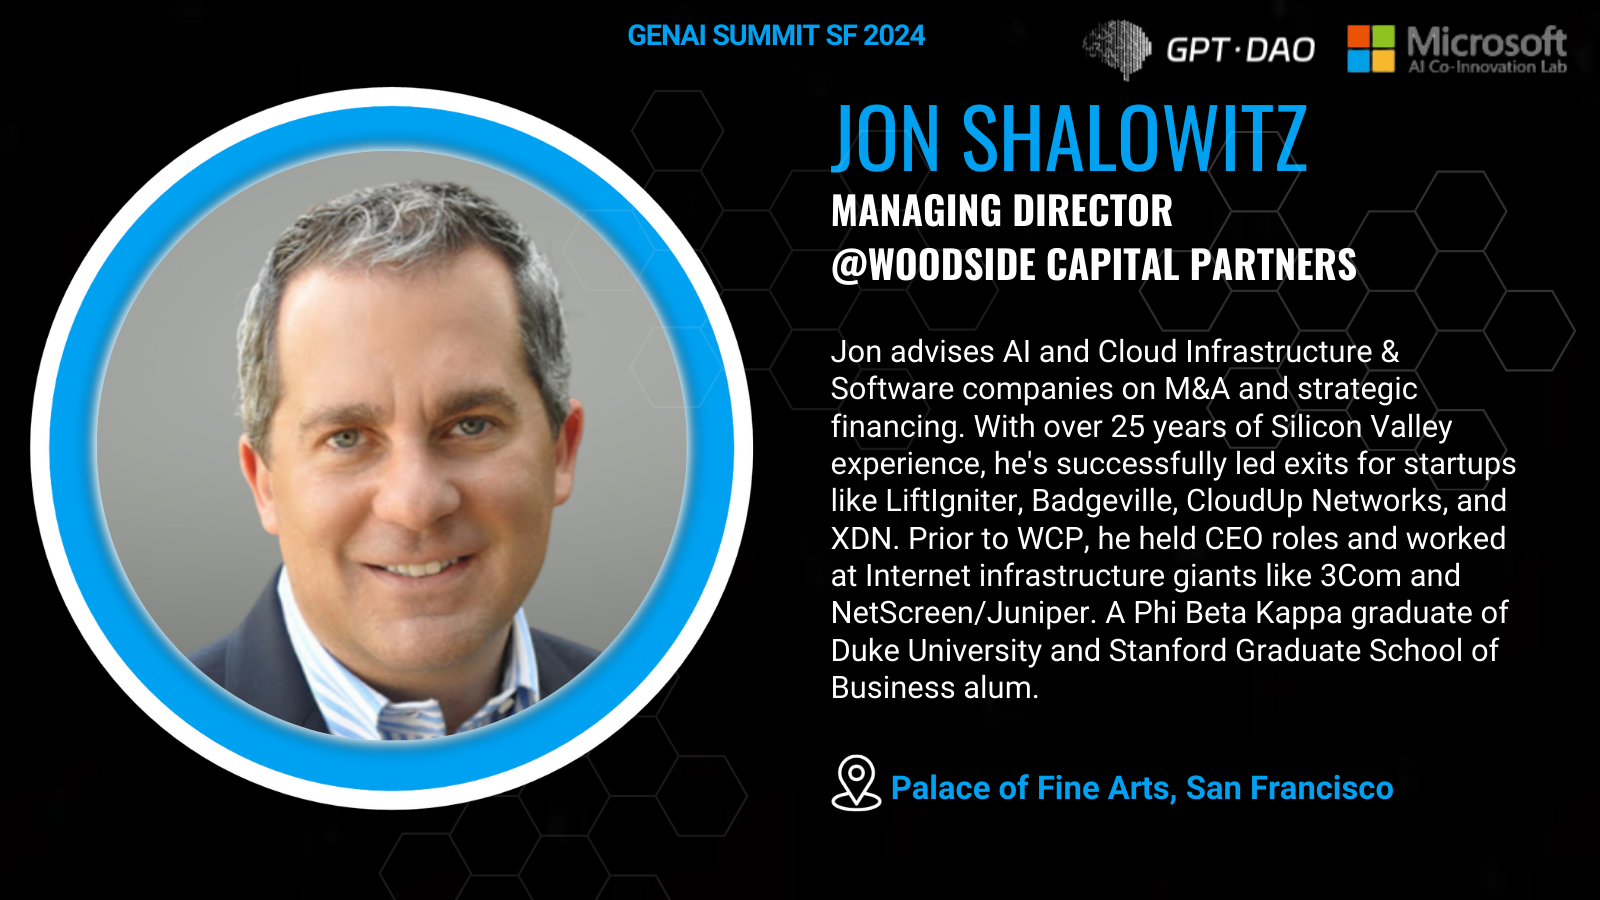 GENAI SUMMIT SF 2024
GPT·DAO
Microsoft
AI Co-Innovation Lab
JON SHALOWITZ
MANAGING DIRECTOR
@WOODSIDE CAPITAL PARTNERS
Jon advises AI and Cloud Infrastructure &
Software companies on M&A and strategic
financing. With over 25 years of Silicon Valley
experience, he's successfully led exits for startups
like LiftIgniter, Badgeville, CloudUp Networks, and
XDN. Prior to WCP, he held CEO roles and worked
at Internet infrastructure giants like 3Com and
NetScreen/Juniper. A Phi Beta Kappa graduate of
Duke University and Stanford Graduate School of
Business alum.
Palace of Fine Arts, San Francisco